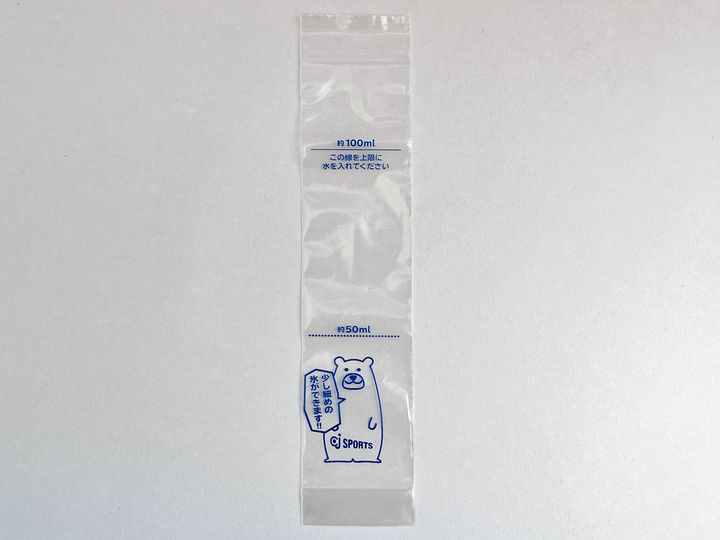 約100ml
この線を上限に
水を入れてください
約50ml
少し細めの
氷ができます!!
SPORTS